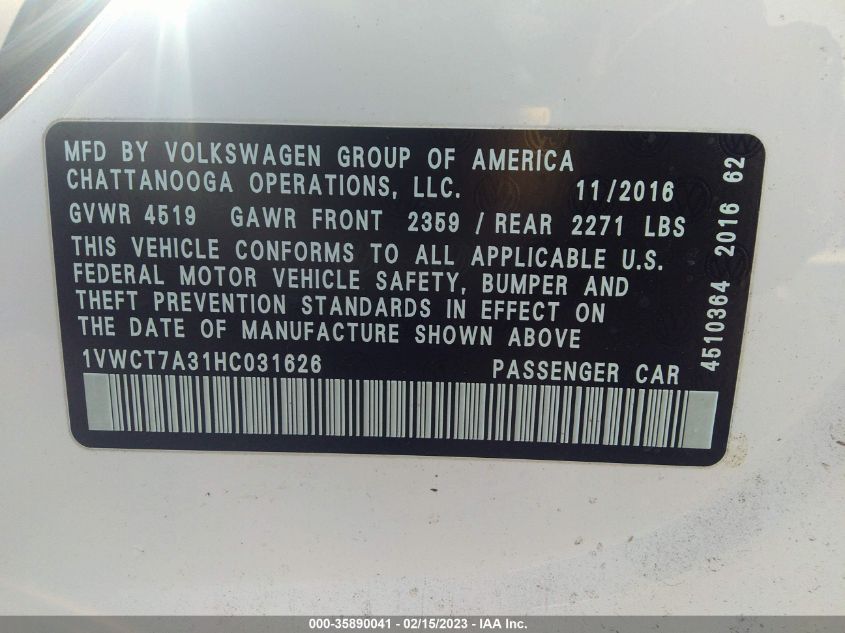 MFD BY VOLKSWAGEN GROUP OF AMERICA
CHATTANOOGA OPERATIONS, LLC. 11/2016
GVWR 4519 GAWR FRONT 2359 / REAR 2271 LBS
THIS VEHICLE CONFORMS TO ALL APPLICABLE U.S.
FEDERAL MOTOR VEHICLE SAFETY, BUMPER AND
THEFT PREVENTION STANDARDS IN EFFECT ON
THE DATE OF MANUFACTURE SHOWN ABOVE
1VWCT7A31HC031626 PASSENGER CAR
4510364 2016 62
000-35890041 - 02/15/2023 - IAA Inc.